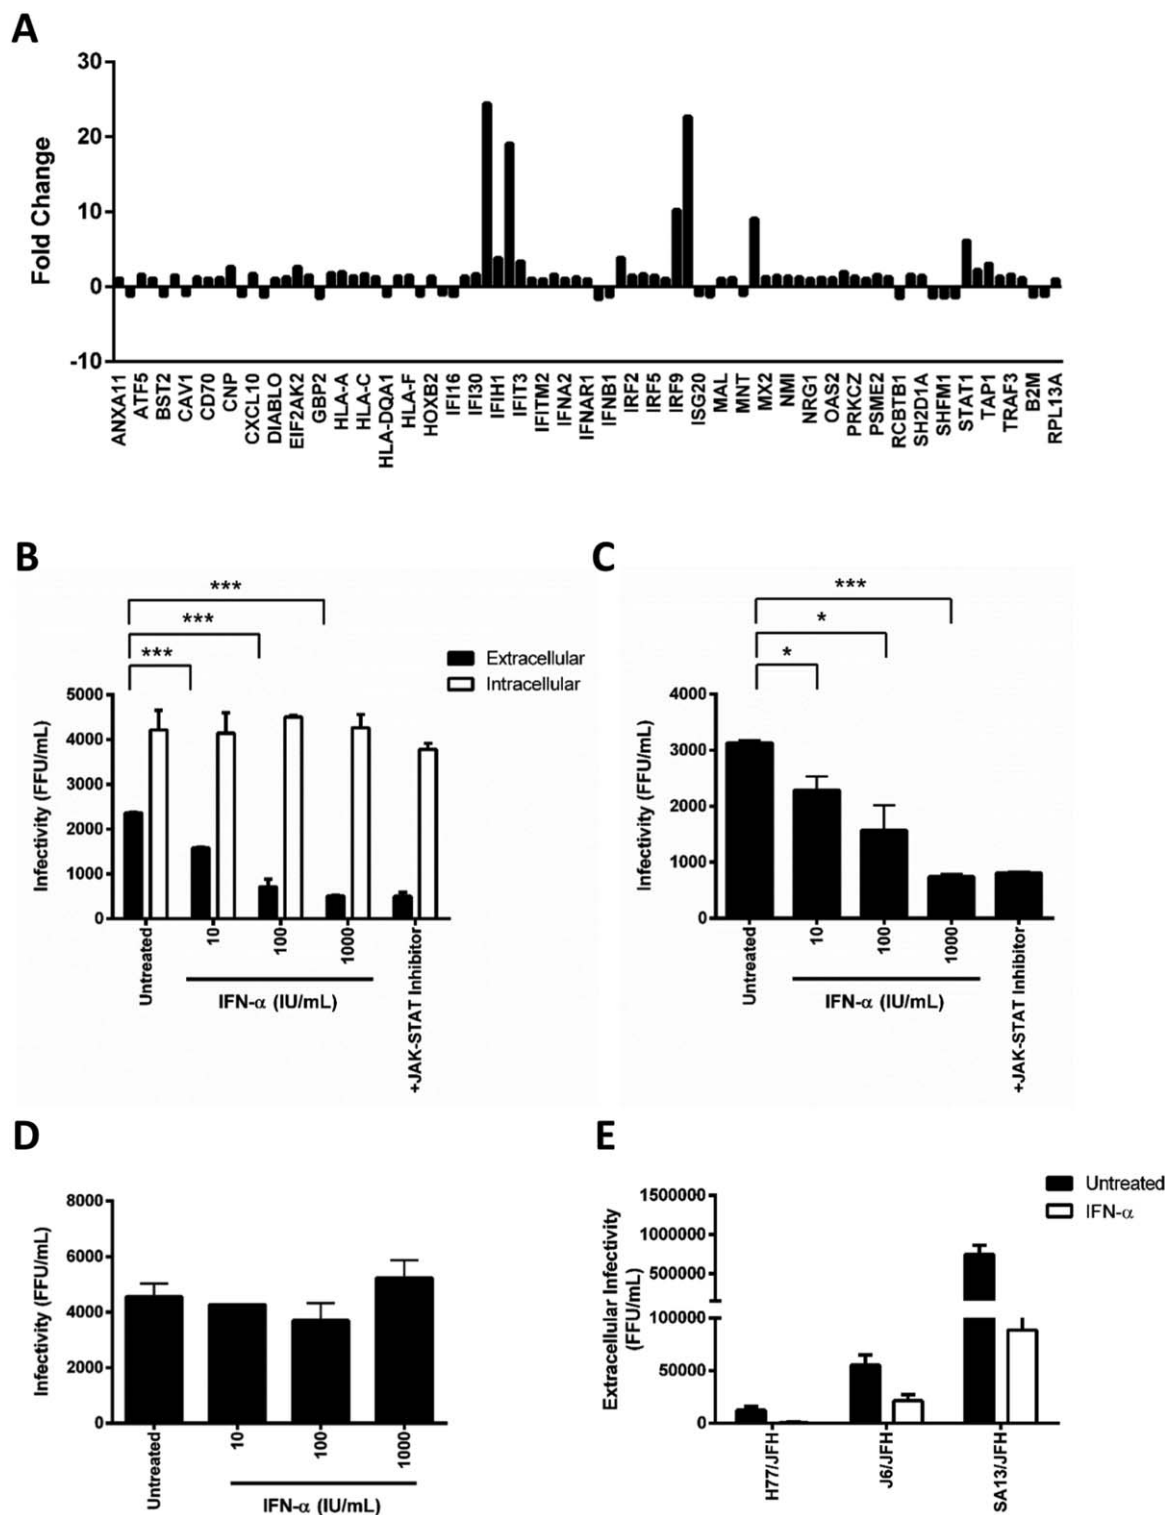 A
30
20
10
0
-10
Fold Change
ANXA11
ATF5
BST2
CAV1
CD70
CNP
CXCL10
DIABLO
EIF2AK2
GBP2
HLA-A
HLA-C
HLA-DQA1
HLA-F
HOXB2
IFI16
IFI30
IFIH1
IFIT3
IFITM2
IFNA2
IFNAR1
IFNB1
IRF2
IRF5
IRF9
ISG20
MAL
MNT
MX2
NMI
NRG1
OAS2
PRKCZ
PSME2
RCBTB1
SH2D1A
SHFM1
STAT1
TAP1
TRAF3
B2M
RPL13A
B
***
***
***
Extracellular
Intracellular
5000
4000
3000
2000
1000
0
Infectivity (FFU/mL)
Untreated
10
100
1000
+JAK-STAT Inhibitor
IFN-α (IU/mL)
C
***
*
*
4000
3000
2000
1000
0
Infectivity (FFU/mL)
Untreated
10
100
1000
+JAK-STAT Inhibitor
IFN-α (IU/mL)
D
8000
6000
4000
2000
0
Infectivity (FFU/mL)
Untreated
10
100
1000
IFN-α (IU/mL)
E
Untreated
IFN-α
1500000
1000000
500000
100000
50000
0
Extracellular Infectivity
(FFU/mL)
H77/JFH
J6/JFH
SA13/JFH